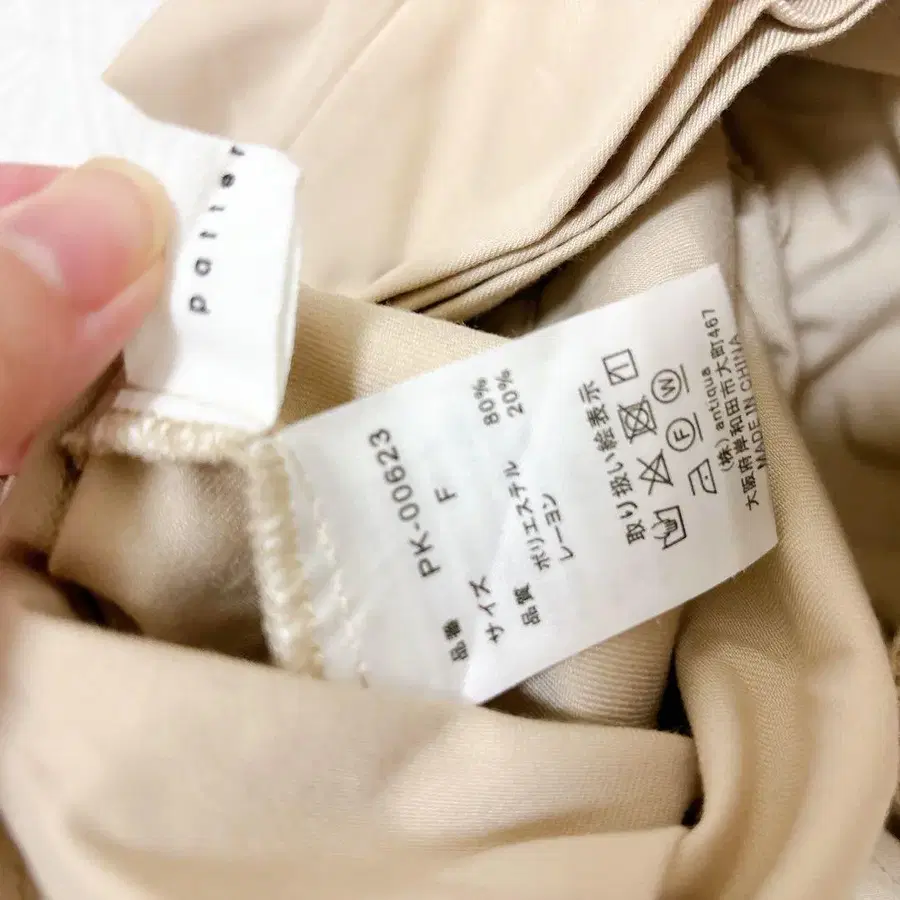 patter
品番 PK-00623
サイズ F
品質
ポリエステル 80%
レーヨン 20%
取り扱い絵表示
F W
(株) antiqua
大阪府岸和田市大町467
MADE IN CHINA